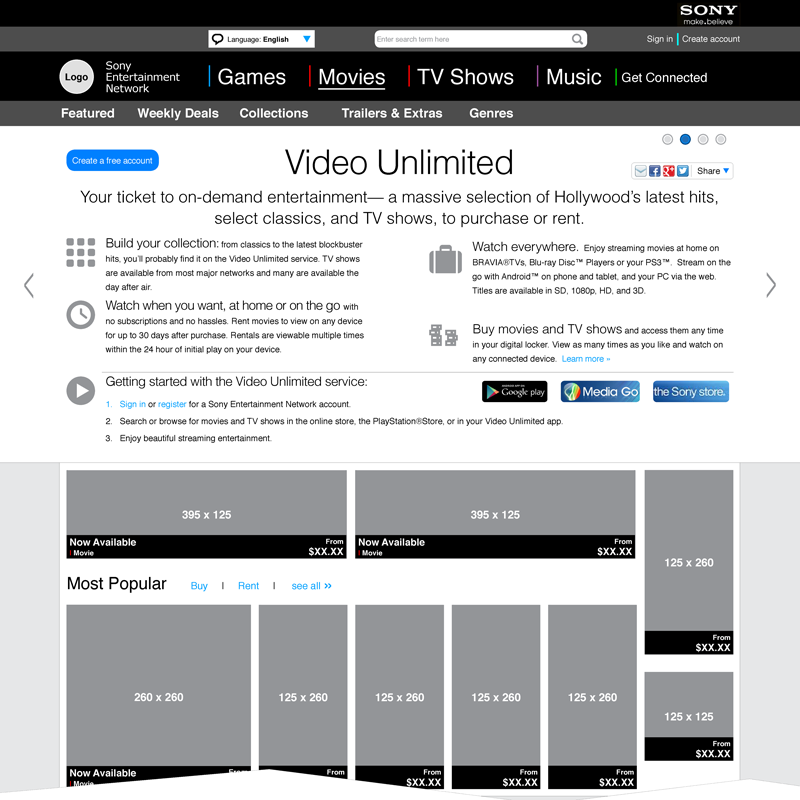 SONY
make.believe
Language: English
Enter search term here
Sign in
Create account
Logo
Sony
Entertainment
Network
Games
Movies
TV Shows
Music
Get Connected
Featured
Weekly Deals
Collections
Trailers & Extras
Genres
Create a free account
Video Unlimited
Share
Your ticket to on-demand entertainment— a massive selection of Hollywood's latest hits,
select classics, and TV shows, to purchase or rent.
Build your collection: from classics to the latest blockbuster
hits, you'll probably find it on the Video Unlimited service. TV shows
are available from most major networks and many are available the
day after air.
Watch when you want, at home or on the go with
no subscriptions and no hassles. Rent movies to view on any device
for up to 30 days after purchase. Rentals are viewable multiple times
within the 24 hour of initial play on your device.
Watch everywhere. Enjoy streaming movies at home on
BRAVIA®TVs, Blu-ray Disc™ Players or your PS3™. Stream on the
go with Android™ on phone and tablet, and your PC via the web.
Titles are available in SD, 1080p, HD, and 3D.
Buy movies and TV shows and access them any time
in your digital locker. View as many times as you like and watch on
any connected device. Learn more »
Getting started with the Video Unlimited service:
1. Sign in or register for a Sony Entertainment Network account.
2. Search or browse for movies and TV shows in the online store, the PlayStation®Store, or in your Video Unlimited app.
3. Enjoy beautiful streaming entertainment.
ANDROID APP ON
Google play
Media Go
the Sony store.
395 x 125
Now Available
Movie
From
$XX.XX
395 x 125
Now Available
Movie
From
$XX.XX
125 x 260
From
$XX.XX
Most Popular
Buy | Rent | see all »
260 x 260
Now Available
Movie
From
125 x 260
From
125 x 260
From
$XX.XX
125 x 260
From
$XX.XX
125 x 260
From
$XX.XX
125 x 125
From
$XX.XX